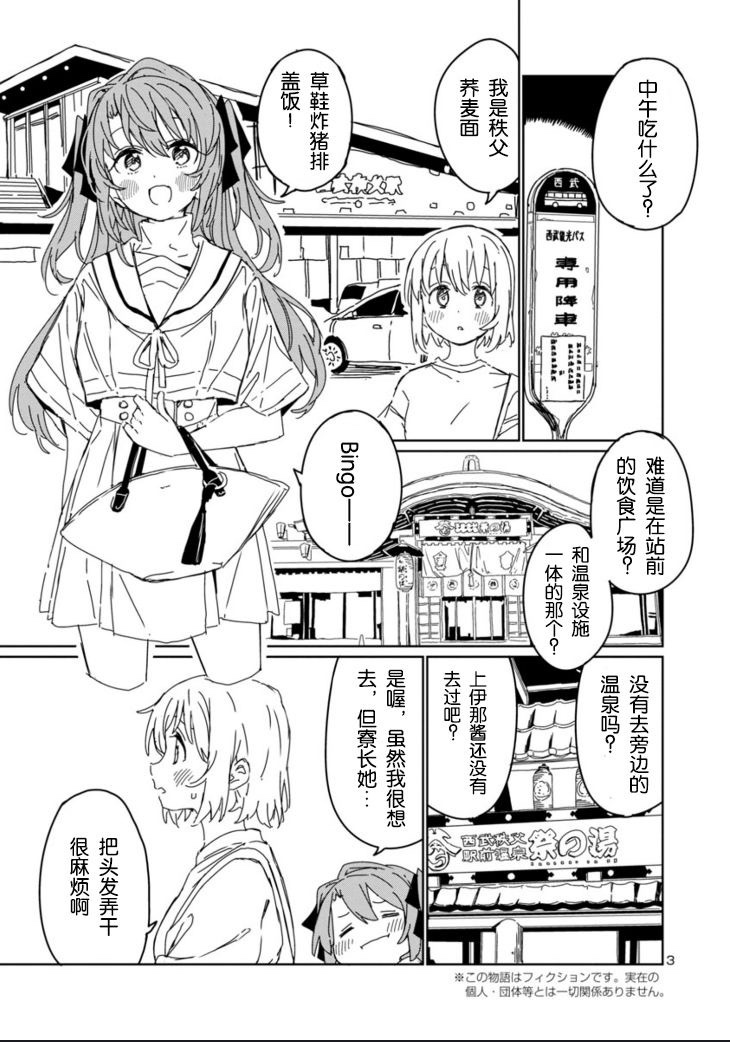 中午吃什么了？
西武
西武観光バス
専用降車
我是秩父
荞麦面
草鞋炸猪排
盖饭！
难道是在站前
的饮食广场？
和温泉设施
一体的那个？
Bingo——
祭の湯
没有去旁边的
温泉吗？
上伊那酱还没有
去过吧？
西武秩父
駅前温泉
祭の湯
是喔，虽然我很想
去，但寮长她…
把头发弄干
很麻烦啊
3
※この物語はフィクションです。実在の
個人・団体等とは一切関係ありません。